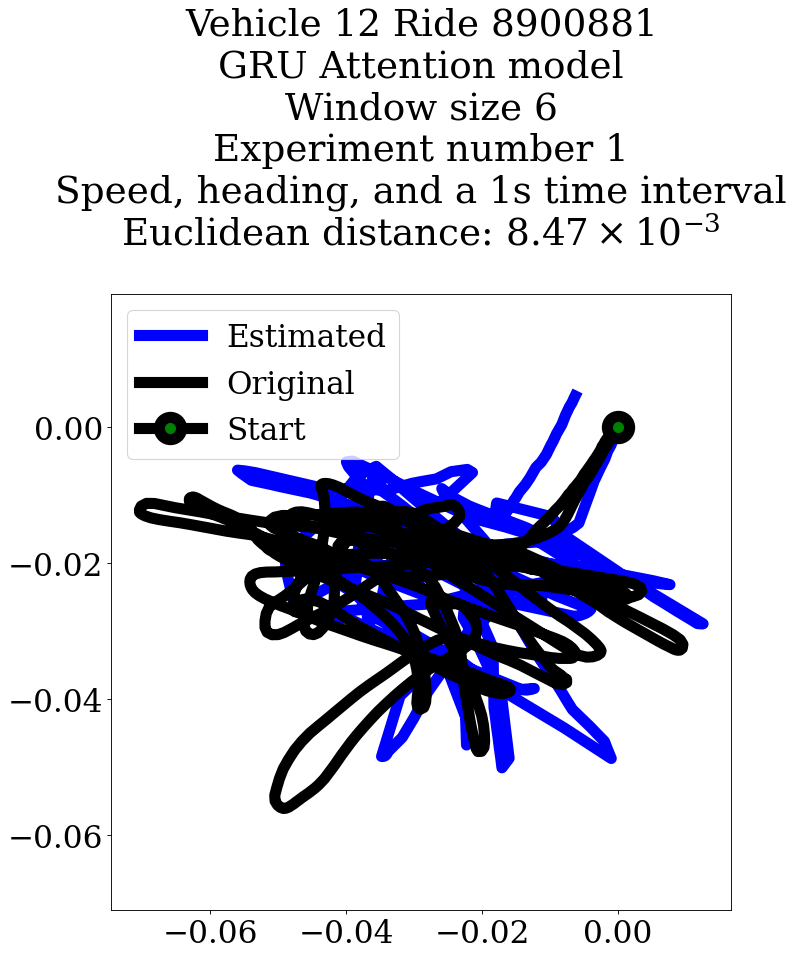 Vehicle 12 Ride 8900881
GRU Attention model
Window size 6
Experiment number 1
Speed, heading, and a 1s time interval
Euclidean distance: 8.47 × 10⁻³
Estimated
Original
Start
0.00
−0.02
−0.04
−0.06
−0.06 −0.04 −0.02 0.00